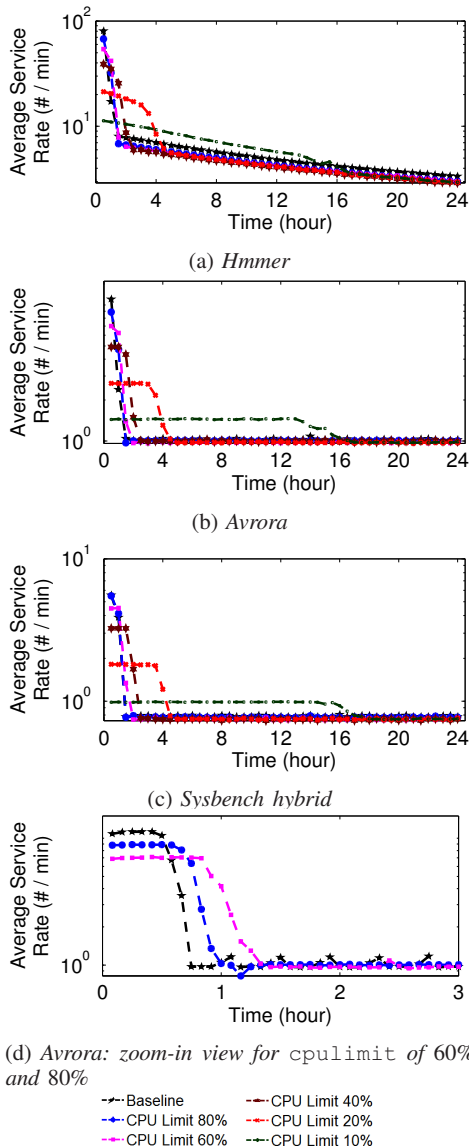 10^2
10^1
Average Service
Rate (# / min)
0 4 8 12 16 20 24
Time (hour)
(a) Hmmer
10^0
Average Service
Rate (# / min)
0 4 8 12 16 20 24
Time (hour)
(b) Avrora
10^1
10^0
Average Service
Rate (# / min)
0 4 8 12 16 20 24
Time (hour)
(c) Sysbench hybrid
10^0
Average Service
Rate (# / min)
0 1 2 3
Time (hour)
(d) Avrora: zoom-in view for cpulimit of 60%
and 80%
Baseline CPU Limit 40%
CPU Limit 80% CPU Limit 20%
CPU Limit 60% CPU Limit 10%